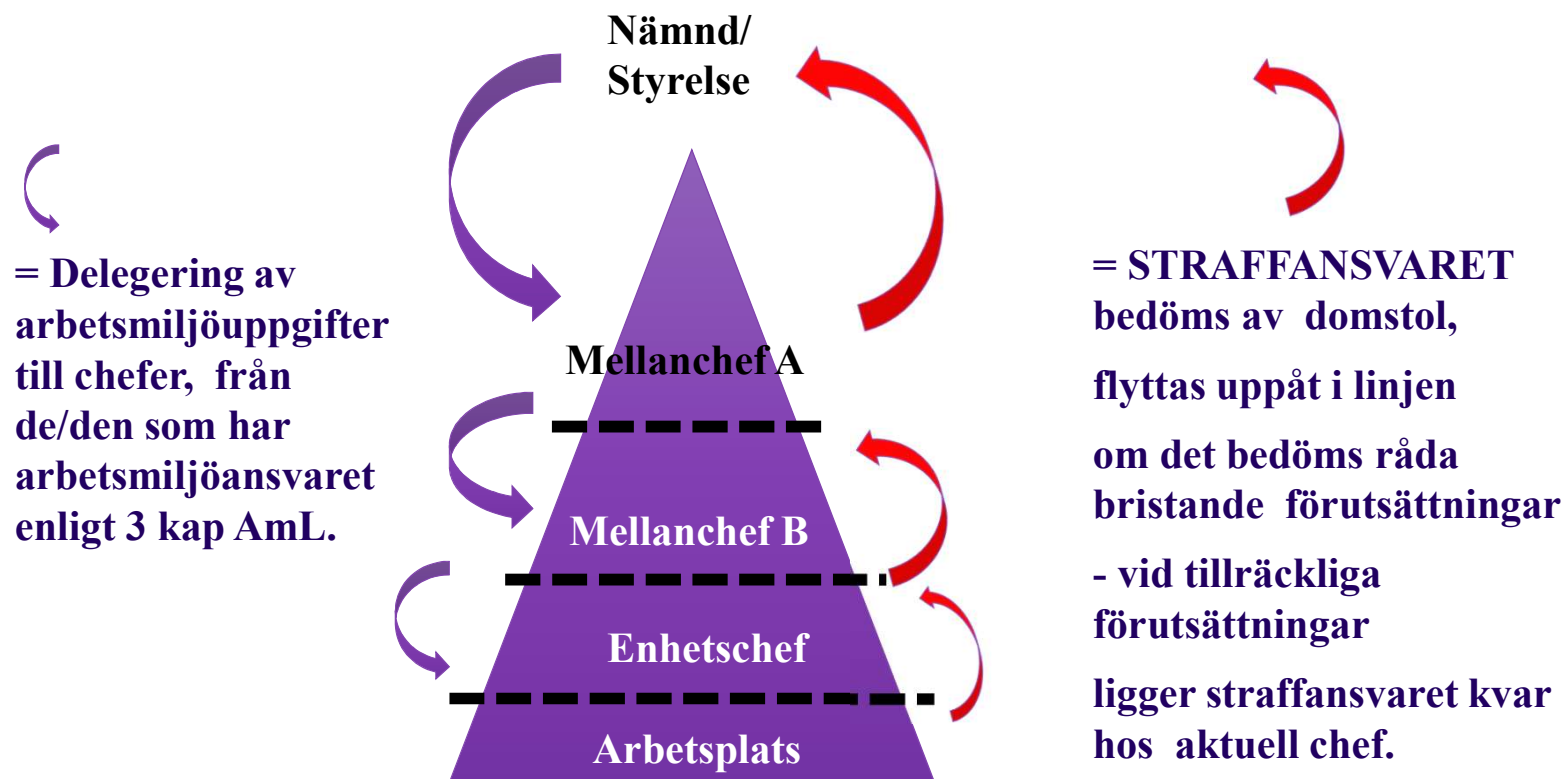 Nämnd/
Styrelse
= Delegering av
arbetsmiljöuppgifter
till chefer, från
de/den som har
arbetsmiljöansvaret
enligt 3 kap AmL.
Mellanchef A
Mellanchef B
Enhetschef
Arbetsplats
= STRAFFANSVARET
bedöms av domstol,
flyttas uppåt i linjen
om det bedöms råda
bristande förutsättningar
- vid tillräckliga
förutsättningar
ligger straffansvaret kvar
hos aktuell chef.